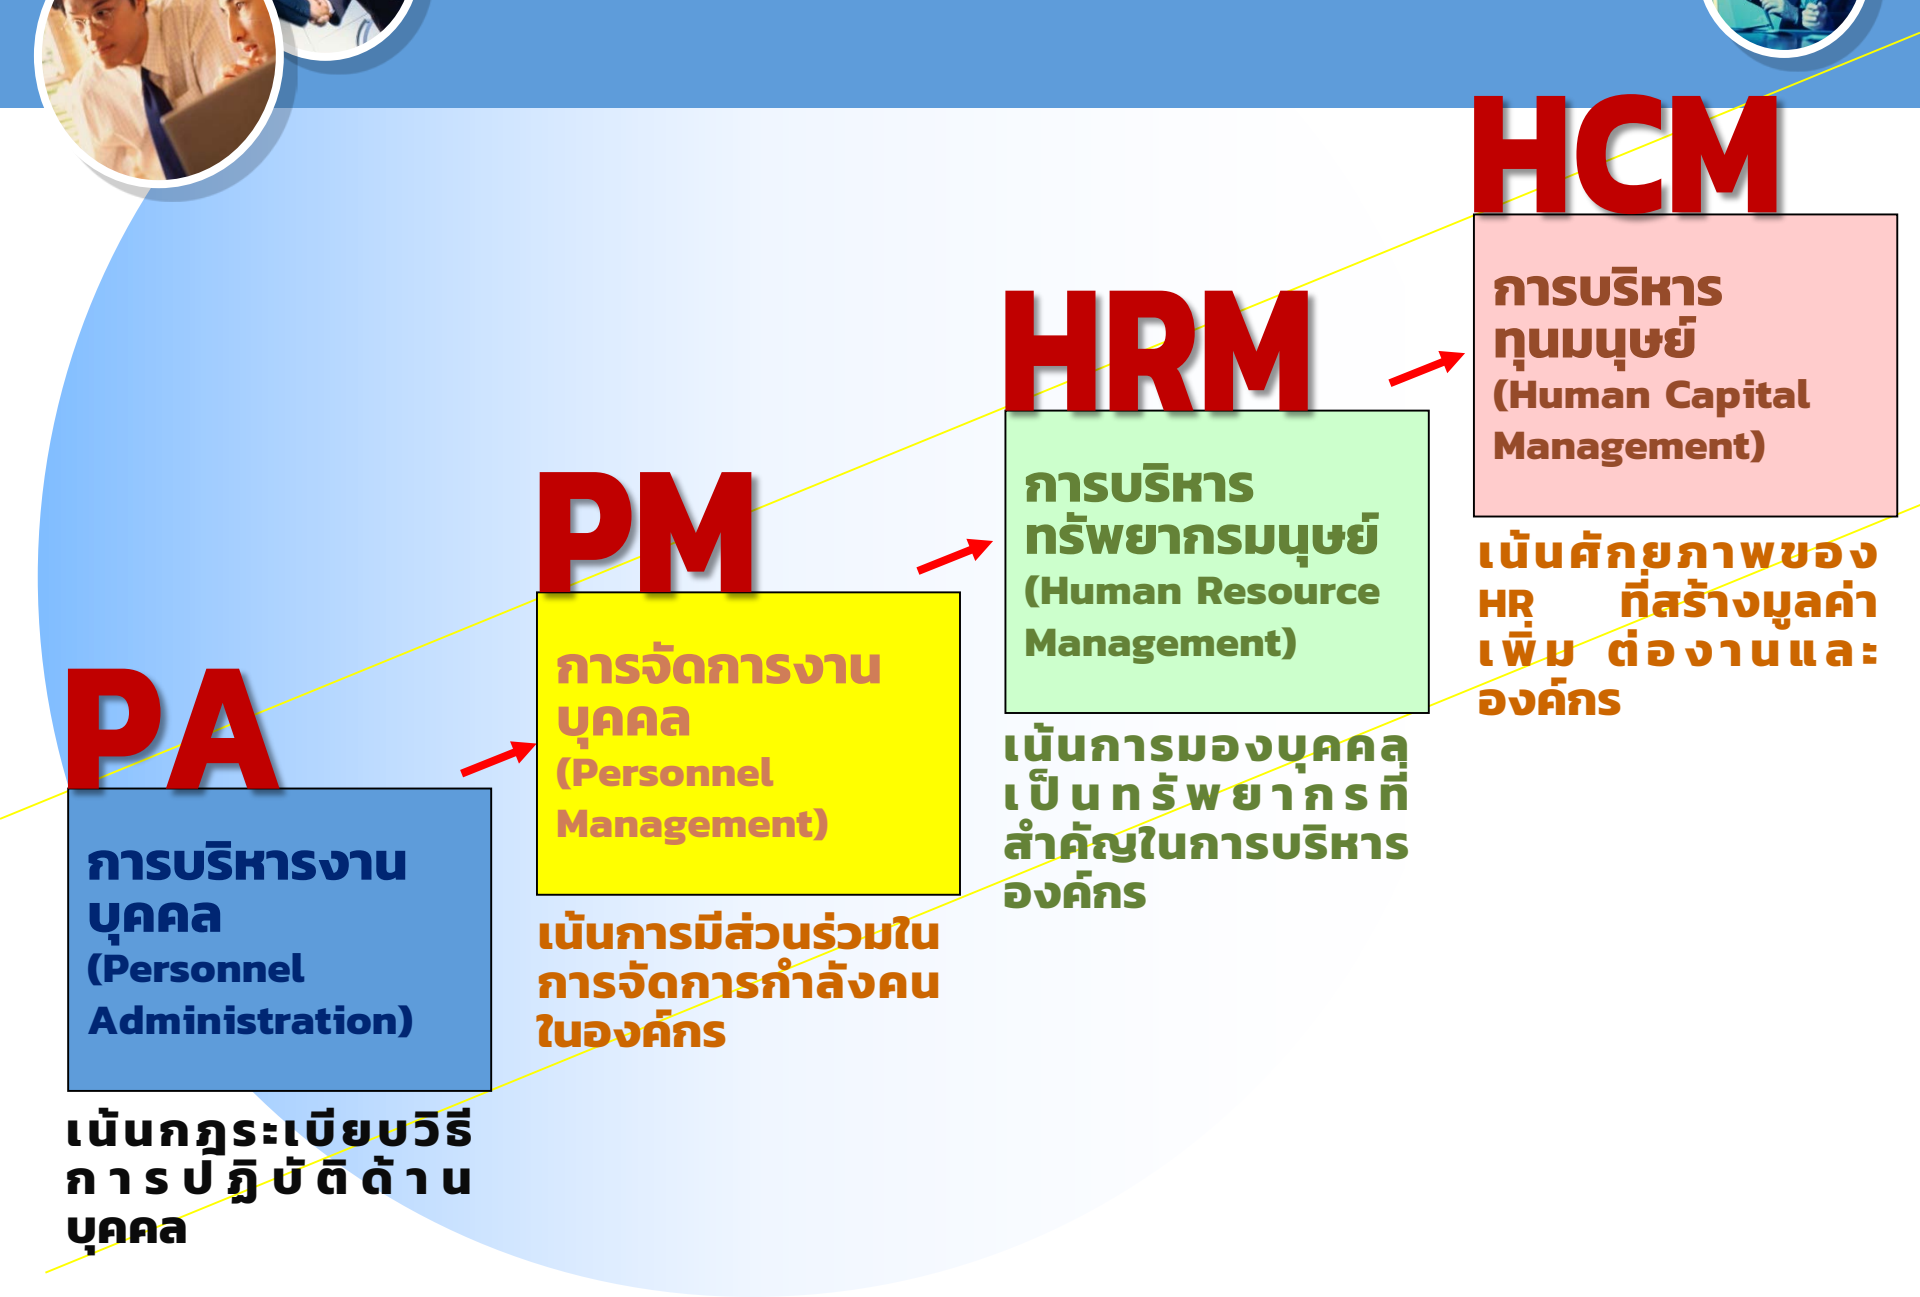 PA
การบริหารงาน
บุคคล
(Personnel
Administration)
เน้นกฎระเบียบวิธี
การปฏิบัติด้าน
บุคคล
PM
การจัดการงาน
บุคคล
(Personnel
Management)
เน้นการมีส่วนร่วมใน
การจัดการกำลังคน
ในองค์กร
HRM
การบริหาร
ทรัพยากรมนุษย์
(Human Resource
Management)
เน้นการมองบุคคล
เป็นทรัพยากรที่
สำคัญในการบริหาร
องค์กร
HCM
การบริหาร
ทุนมนุษย์
(Human Capital
Management)
เน้นศักยภาพของ
HR ที่สร้างมูลค่า
เพิ่ม ต่องานและ
องค์กร